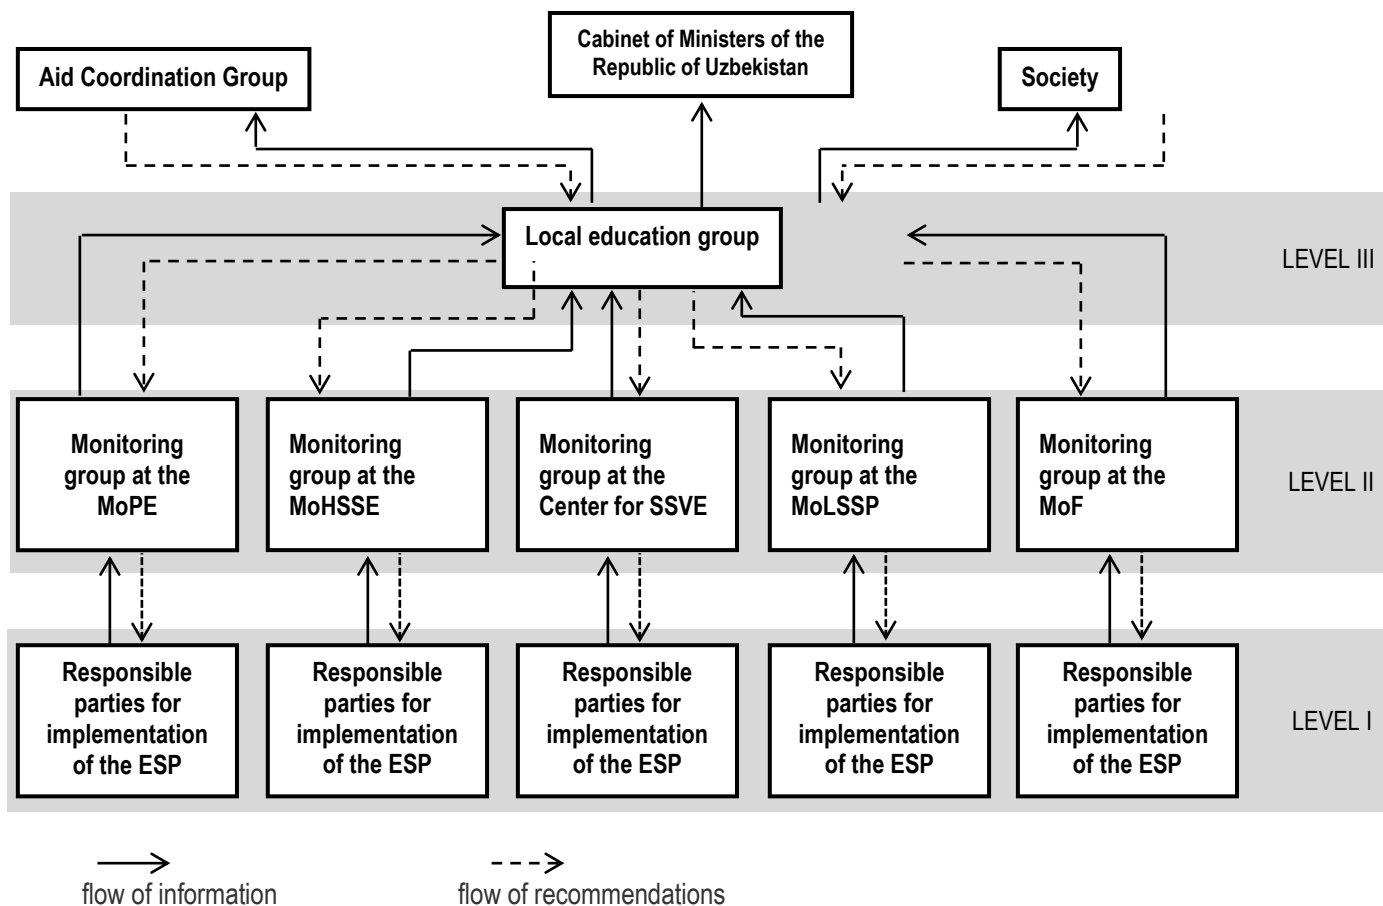 Aid Coordination Group
Cabinet of Ministers of the
Republic of Uzbekistan
Society
Local education group
LEVEL III
Monitoring
group at the
MoPE
Monitoring
group at the
MoHSSE
Monitoring
group at the
Center for SSVE
Monitoring
group at the
MoLSSP
Monitoring
group at the
MoF
LEVEL II
Responsible
parties for
implementation
of the ESP
Responsible
parties for
implementation
of the ESP
Responsible
parties for
implementation
of the ESP
Responsible
parties for
implementation
of the ESP
Responsible
parties for
implementation
of the ESP
LEVEL I
flow of information
flow of recommendations